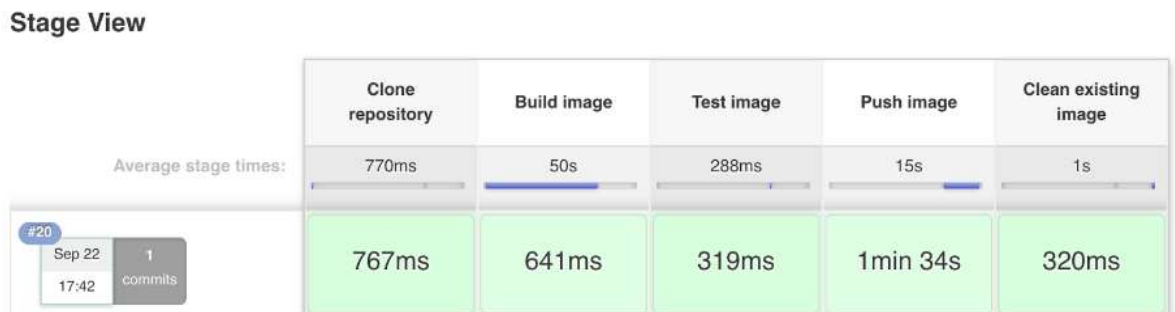 Stage View
Clone
repository
Build image
Test image
Push image
Clean existing
image
Average stage times:
770ms
50s
288ms
15s
1s
#20
Sep 22
17:42
1
commits
767ms
641ms
319ms
1min 34s
320ms